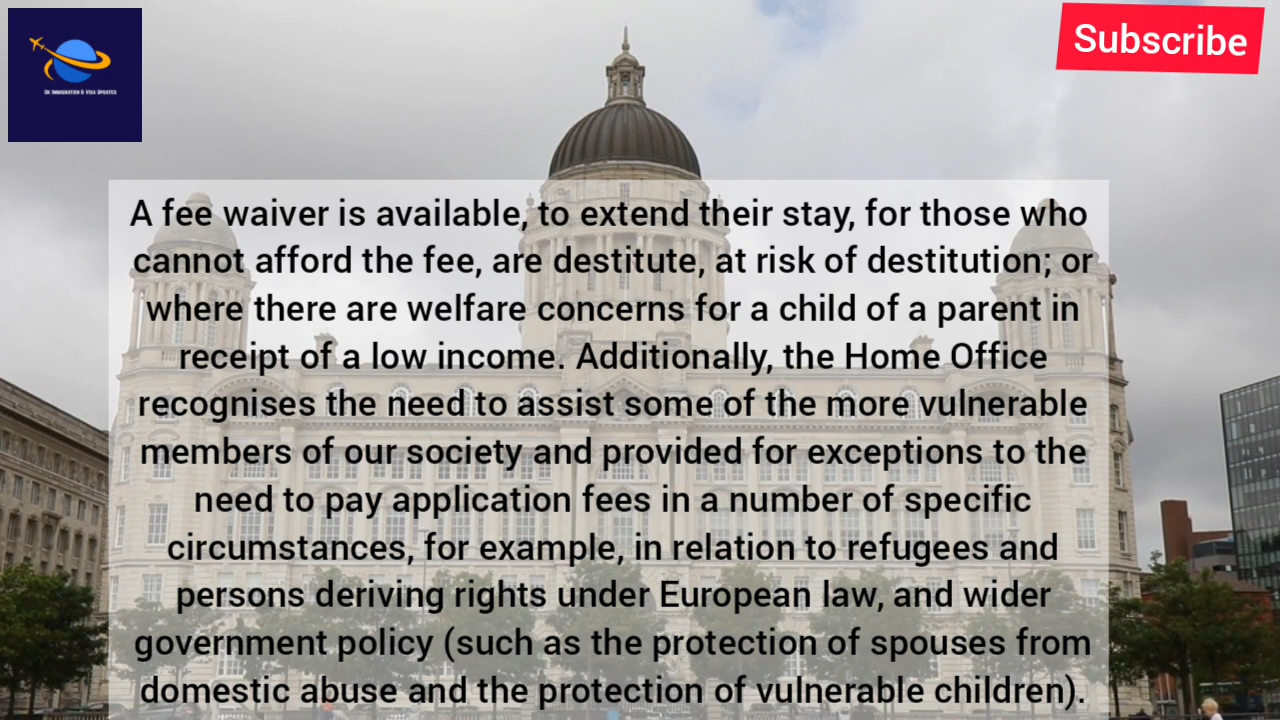 UK IMMIGRATION & VISA UPDATES
Subscribe
A fee waiver is available, to extend their stay, for those who
cannot afford the fee, are destitute, at risk of destitution; or
where there are welfare concerns for a child of a parent in
receipt of a low income. Additionally, the Home Office
recognises the need to assist some of the more vulnerable
members of our society and provided for exceptions to the
need to pay application fees in a number of specific
circumstances, for example, in relation to refugees and
persons deriving rights under European law, and wider
government policy (such as the protection of spouses from
domestic abuse and the protection of vulnerable children).